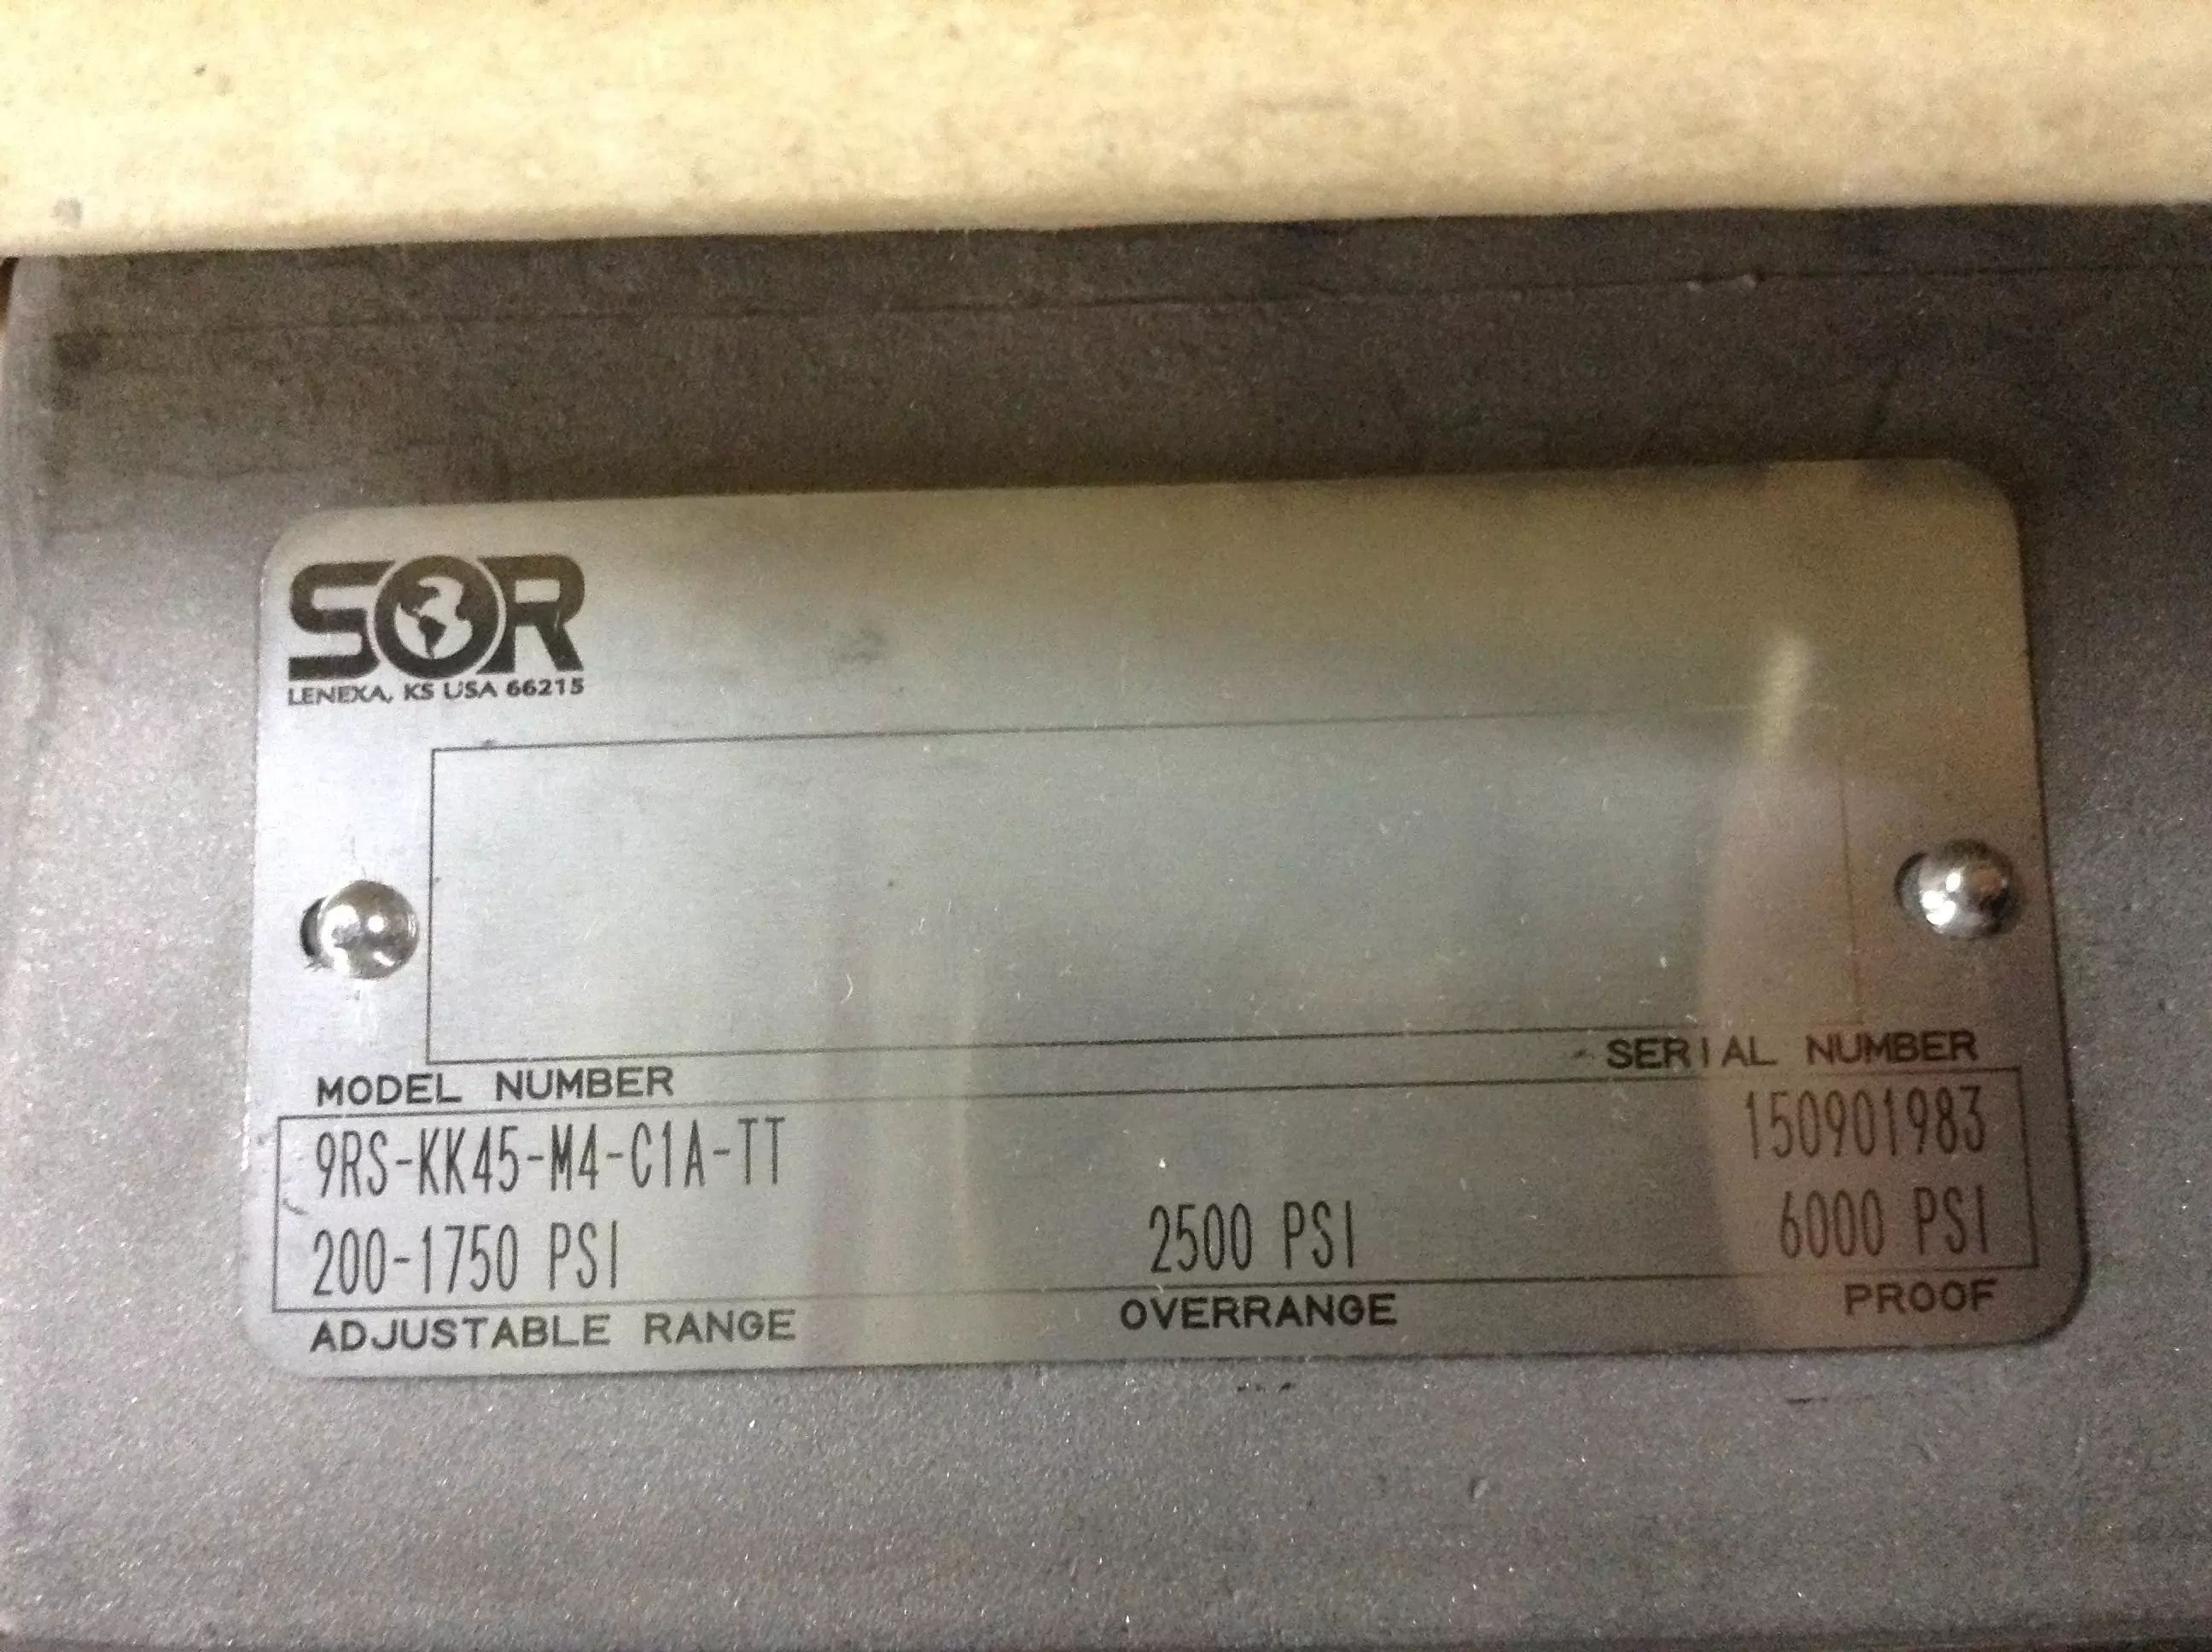 SOR
LENEXA, KS USA 66215
MODEL NUMBER
SERIAL NUMBER
9RS-KK45-M4-C1A-TT
150901983
200-1750 PSI
2500 PSI
6000 PSI
ADJUSTABLE RANGE
OVERRANGE
PROOF